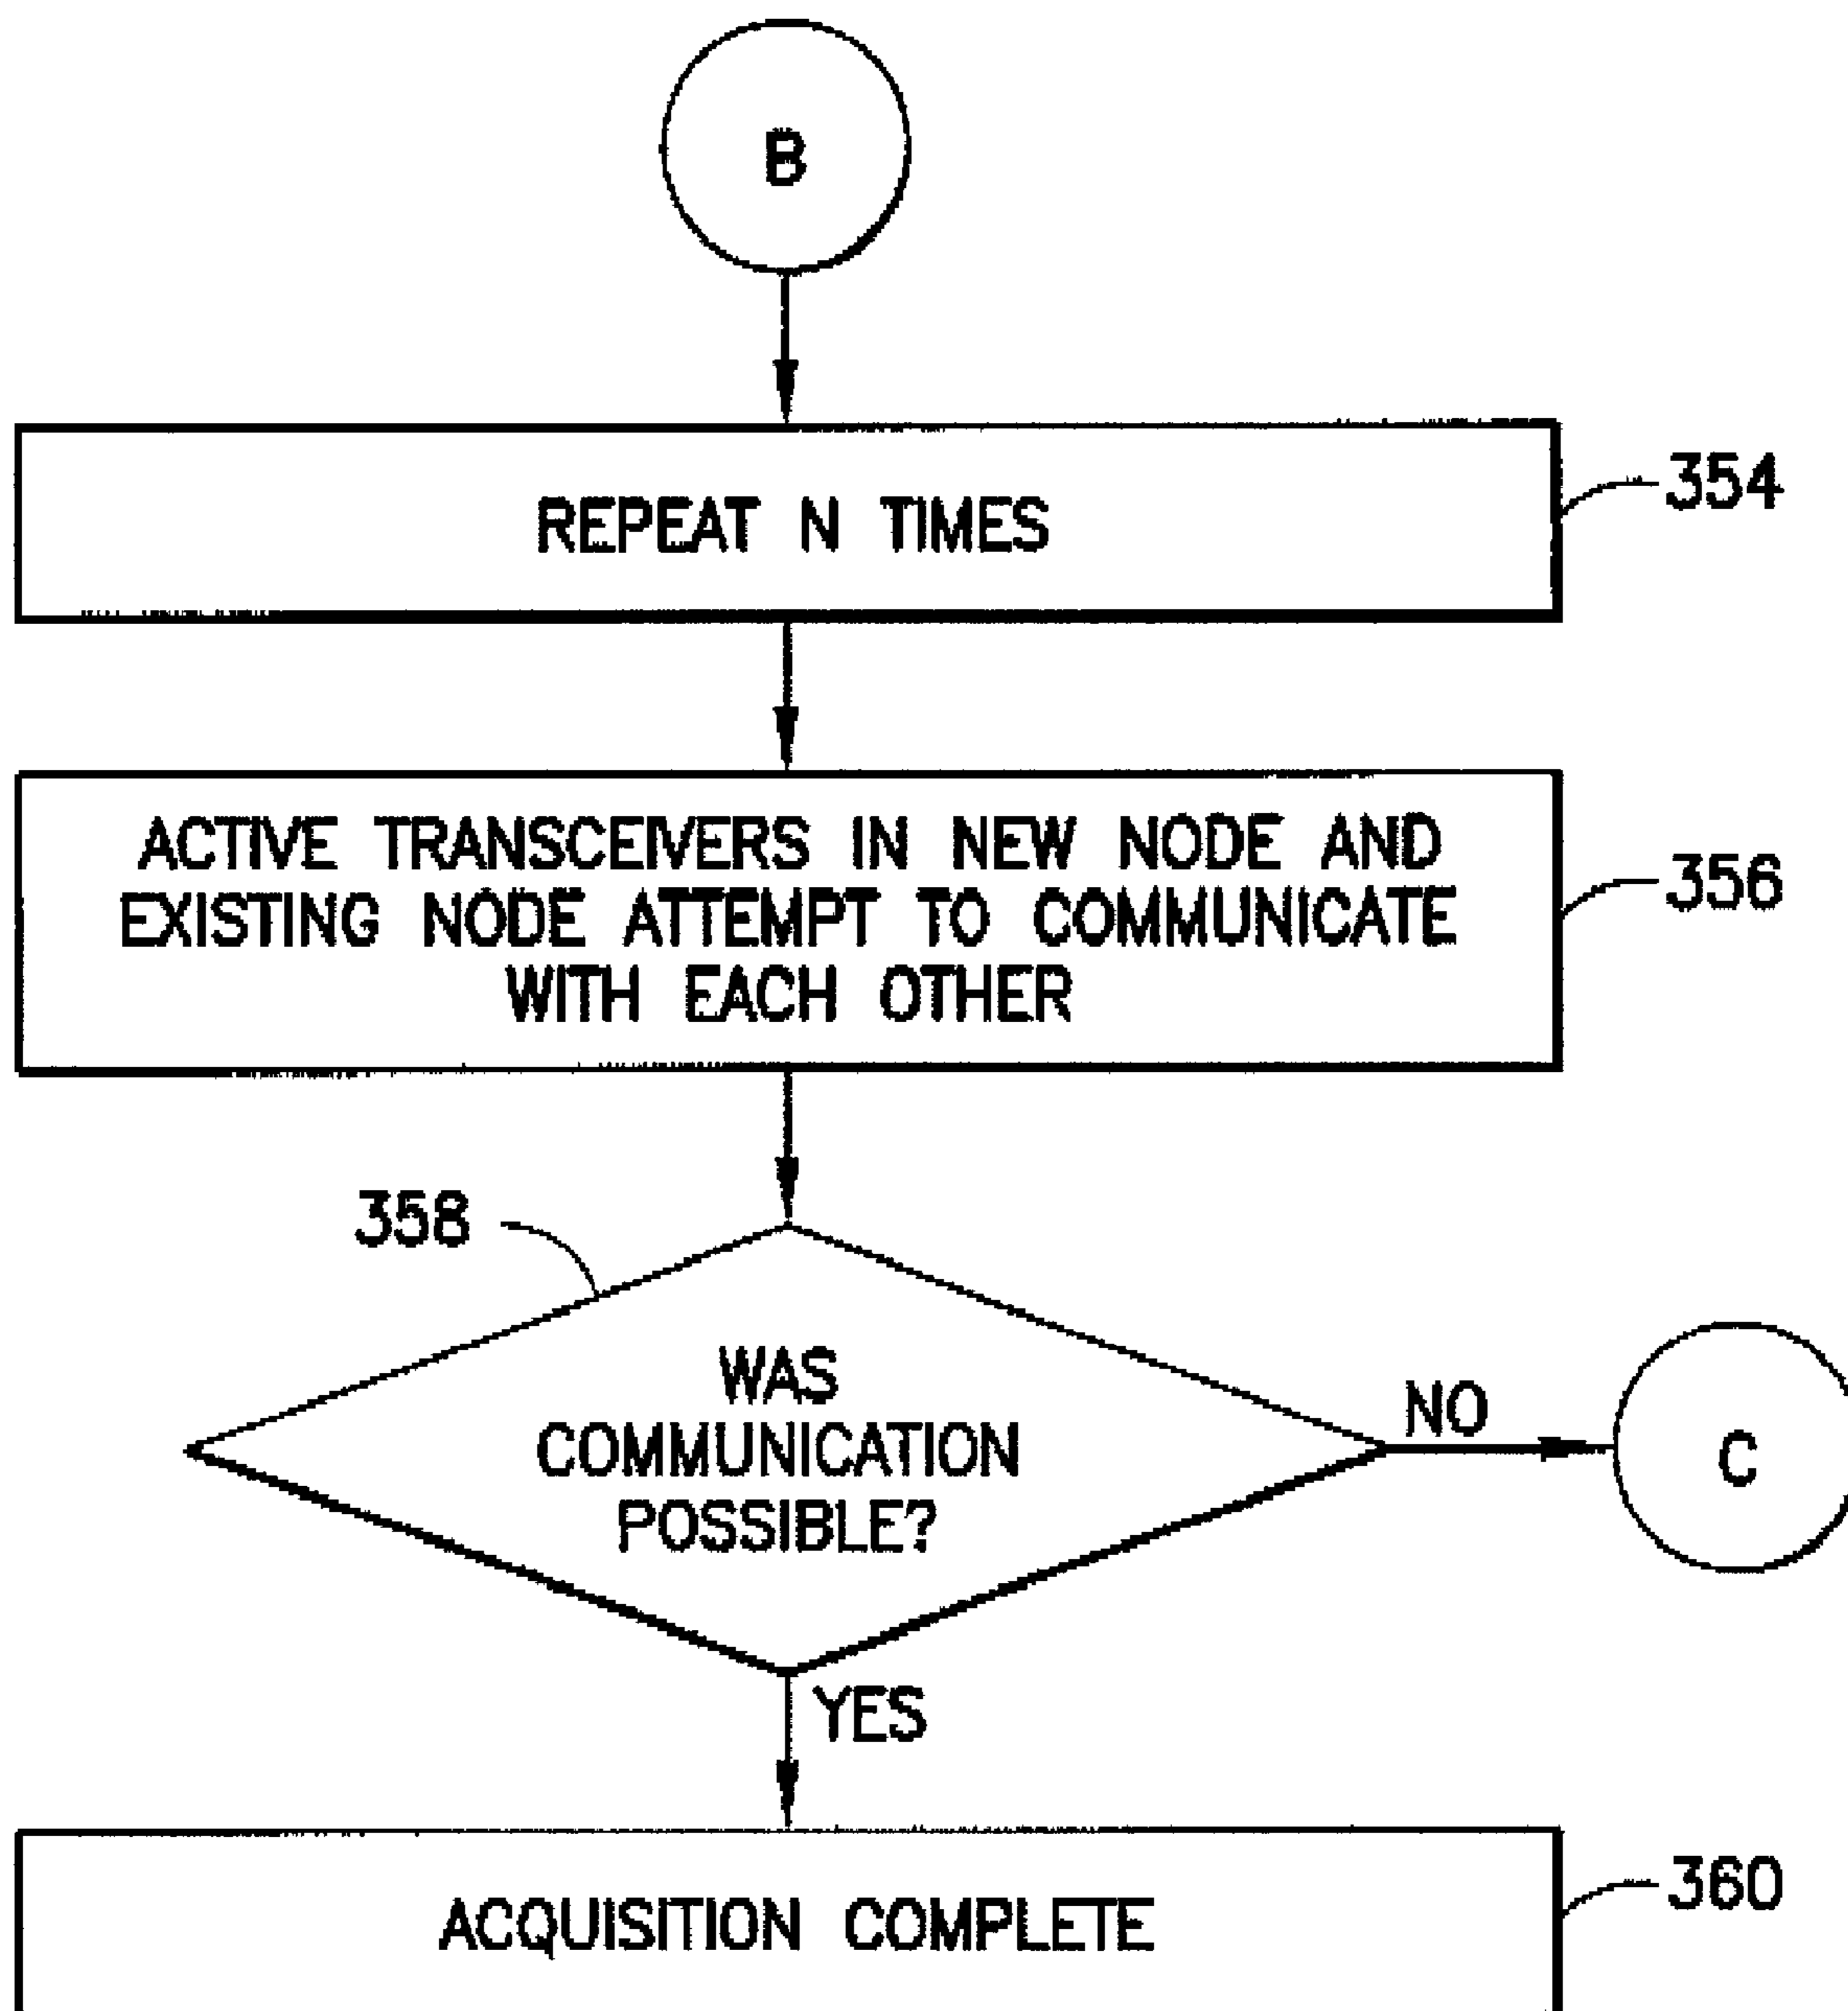 B
REPEAT N TIMES
354
ACTIVE TRANSCEIVERS IN NEW NODE AND
EXISTING NODE ATTEMPT TO COMMUNICATE
WITH EACH OTHER
356
358
WAS
COMMUNICATION
POSSIBLE?
NO
C
YES
ACQUISITION COMPLETE
360